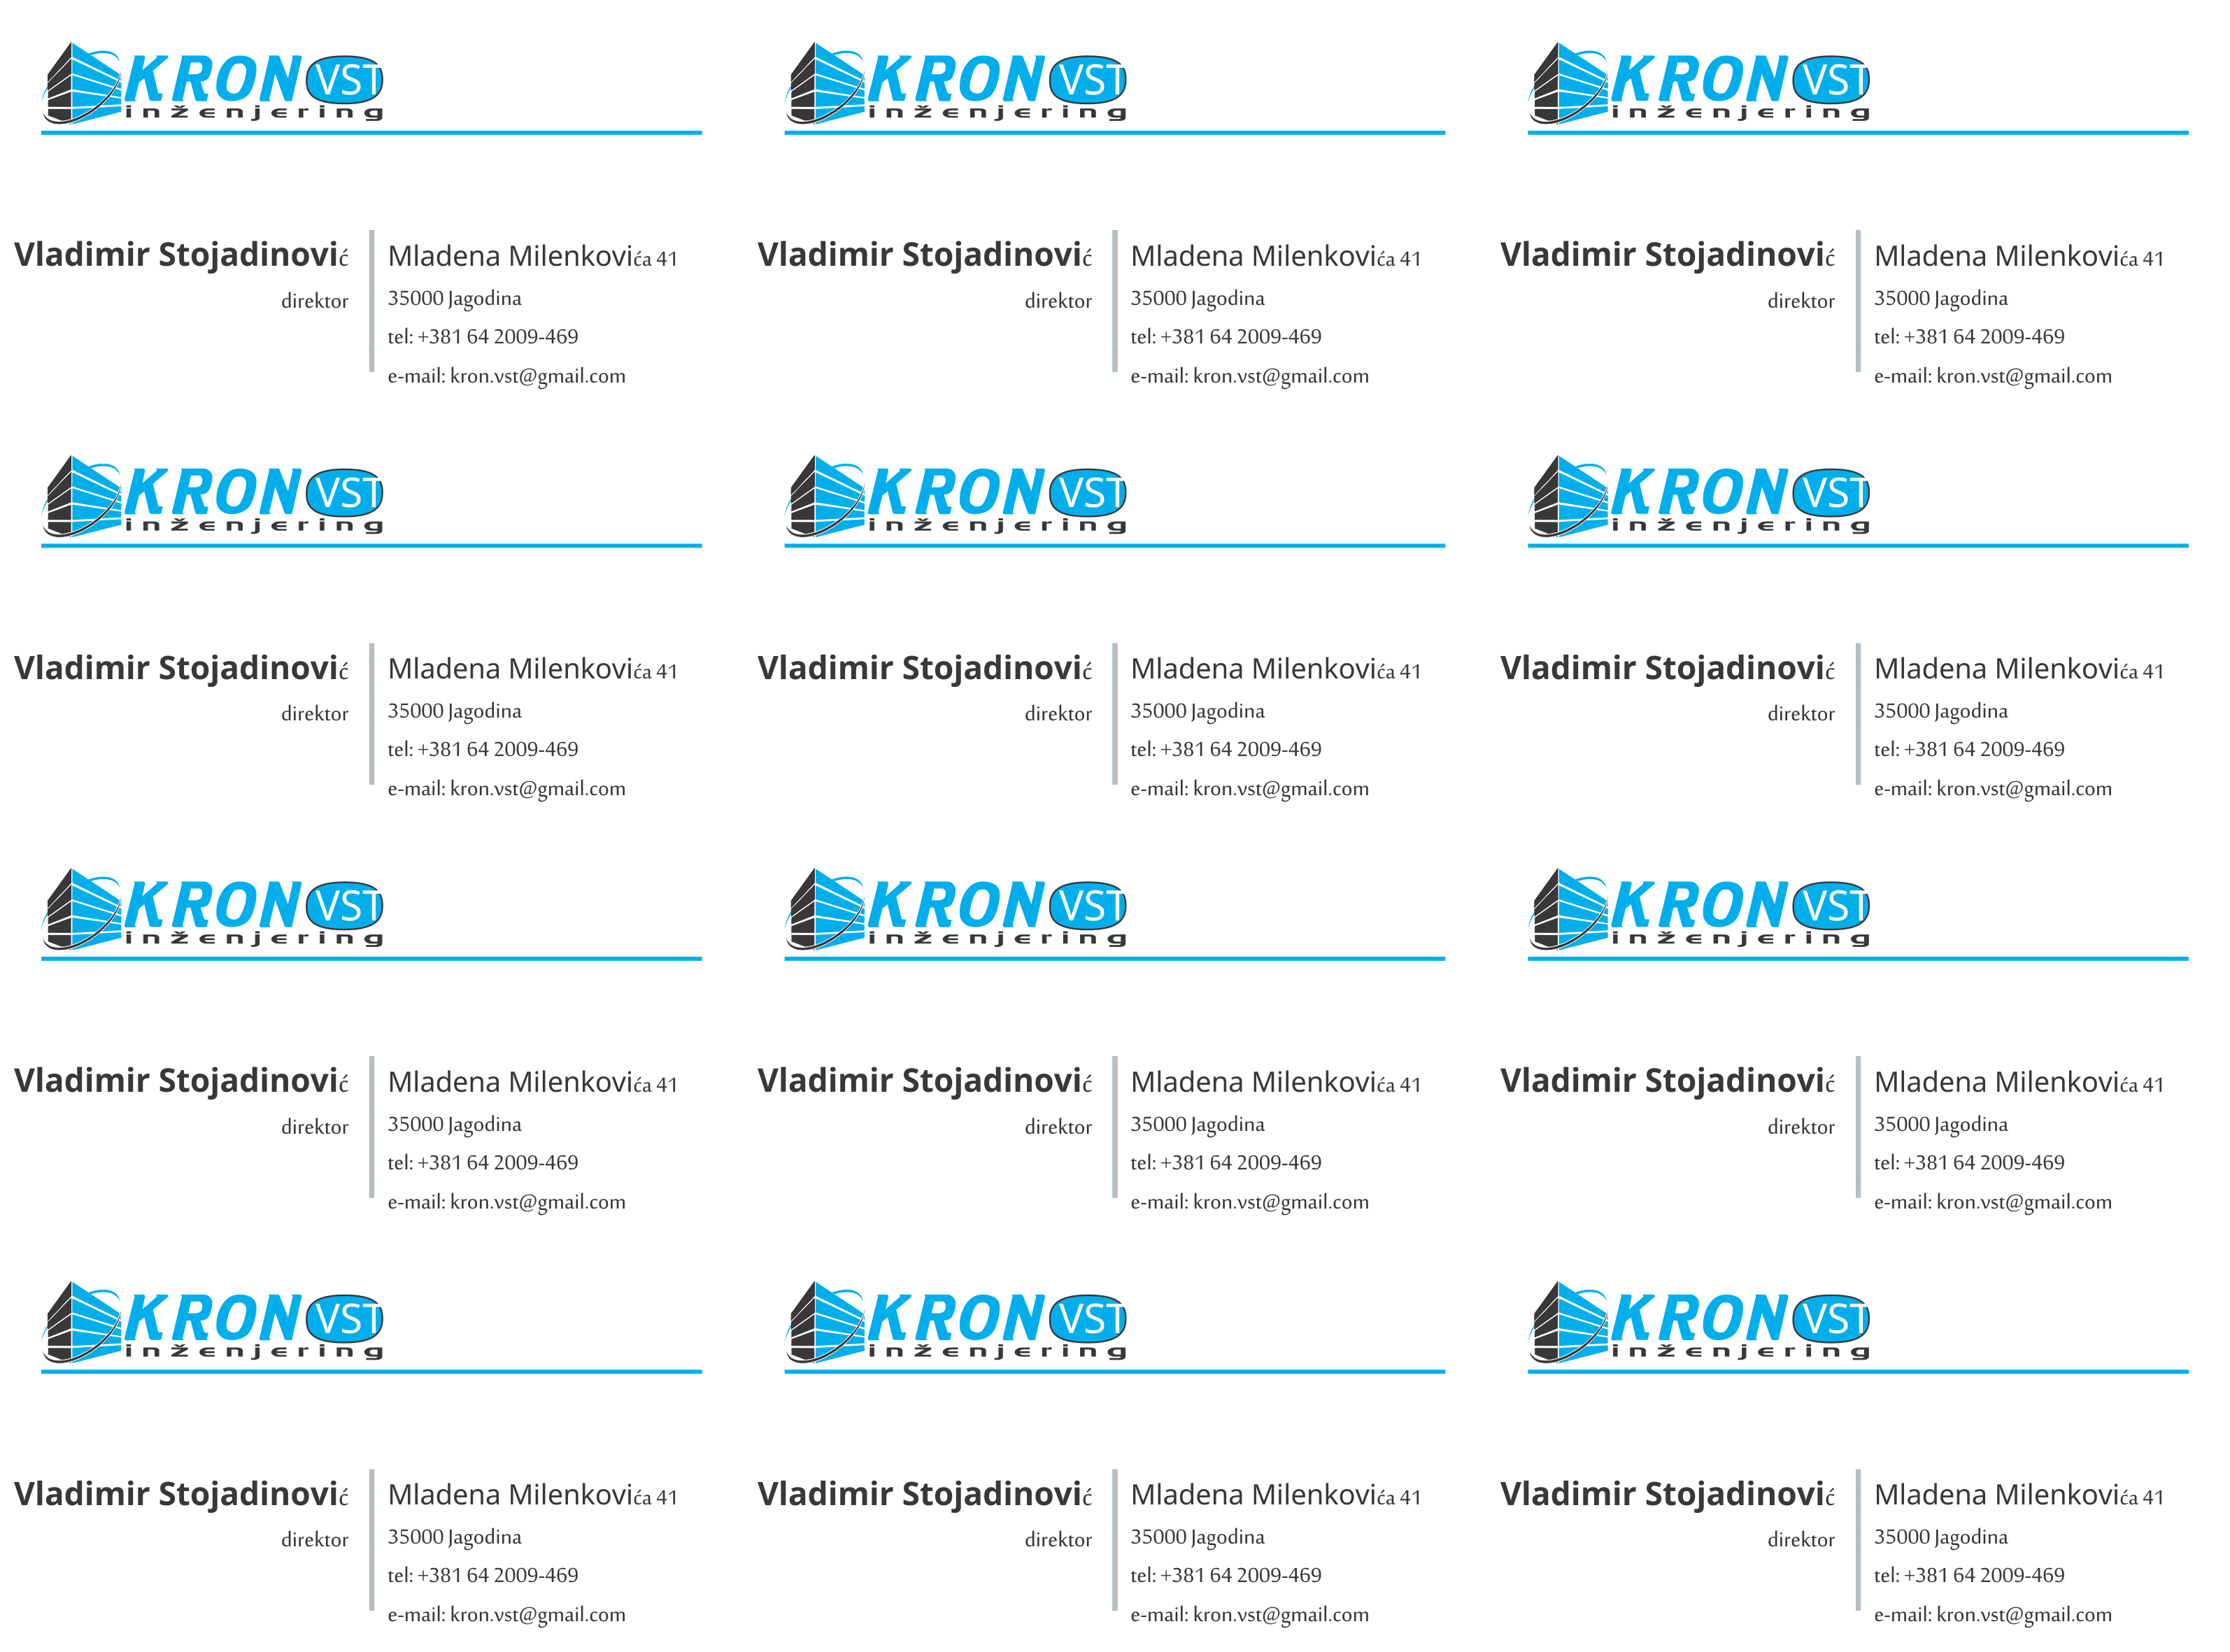 KRON VST
inženjering
Vladimir Stojadinović
direktor
Mladena Milenkovića 41
35000 Jagodina
tel: +381 64 2009-469
e-mail: kron.vst@gmail.com
KRON VST
inženjering
Vladimir Stojadinović
direktor
Mladena Milenkovića 41
35000 Jagodina
tel: +381 64 2009-469
e-mail: kron.vst@gmail.com
KRON VST
inženjering
Vladimir Stojadinović
direktor
Mladena Milenkovića 41
35000 Jagodina
tel: +381 64 2009-469
e-mail: kron.vst@gmail.com
KRON VST
inženjering
Vladimir Stojadinović
direktor
Mladena Milenkovića 41
35000 Jagodina
tel: +381 64 2009-469
e-mail: kron.vst@gmail.com
KRON VST
inženjering
Vladimir Stojadinović
direktor
Mladena Milenkovića 41
35000 Jagodina
tel: +381 64 2009-469
e-mail: kron.vst@gmail.com
KRON VST
inženjering
Vladimir Stojadinović
direktor
Mladena Milenkovića 41
35000 Jagodina
tel: +381 64 2009-469
e-mail: kron.vst@gmail.com
KRON VST
inženjering
Vladimir Stojadinović
direktor
Mladena Milenkovića 41
35000 Jagodina
tel: +381 64 2009-469
e-mail: kron.vst@gmail.com
KRON VST
inženjering
Vladimir Stojadinović
direktor
Mladena Milenkovića 41
35000 Jagodina
tel: +381 64 2009-469
e-mail: kron.vst@gmail.com
KRON VST
inženjering
Vladimir Stojadinović
direktor
Mladena Milenkovića 41
35000 Jagodina
tel: +381 64 2009-469
e-mail: kron.vst@gmail.com
KRON VST
inženjering
Vladimir Stojadinović
direktor
Mladena Milenkovića 41
35000 Jagodina
tel: +381 64 2009-469
e-mail: kron.vst@gmail.com
KRON VST
inženjering
Vladimir Stojadinović
direktor
Mladena Milenkovića 41
35000 Jagodina
tel: +381 64 2009-469
e-mail: kron.vst@gmail.com
KRON VST
inženjering
Vladimir Stojadinović
direktor
Mladena Milenkovića 41
35000 Jagodina
tel: +381 64 2009-469
e-mail: kron.vst@gmail.com